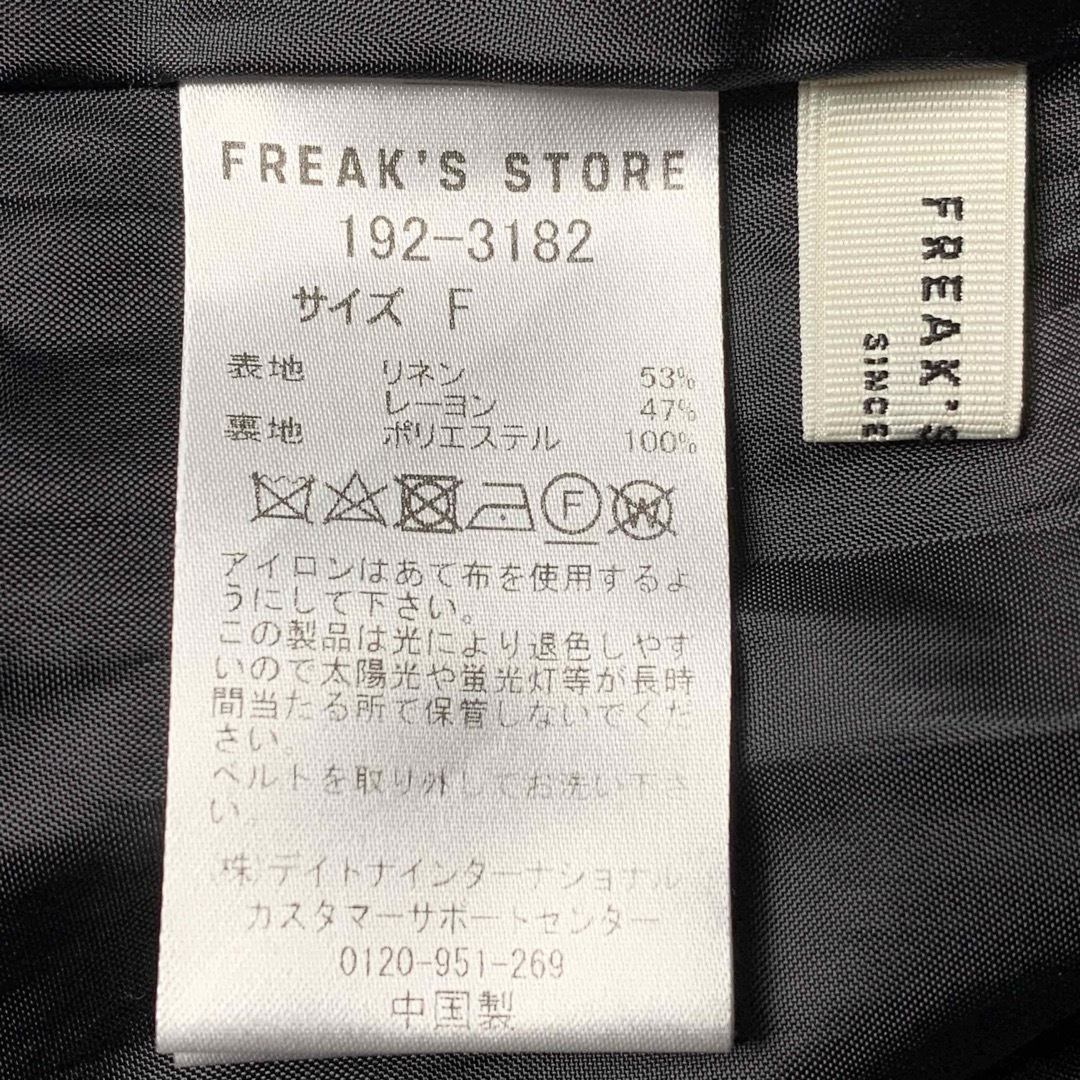 FREAK'S STORE
192-3182
サイズ F
表地 リネン 53%
レーヨン 47%
裏地 ポリエステル 100%
F
W
アイロンはあて布を使用するよ
うにして下さい。
この製品は光により退色しやす
いので太陽光や蛍光灯等が長時
間当たる所で保管しないでくだ
さい。
ベルトを取り外してお洗い下さ
い。
(株)デイトナインターナショナル
カスタマーサポートセンター
0120-951-269
中国製
FREAK'S
SINCE